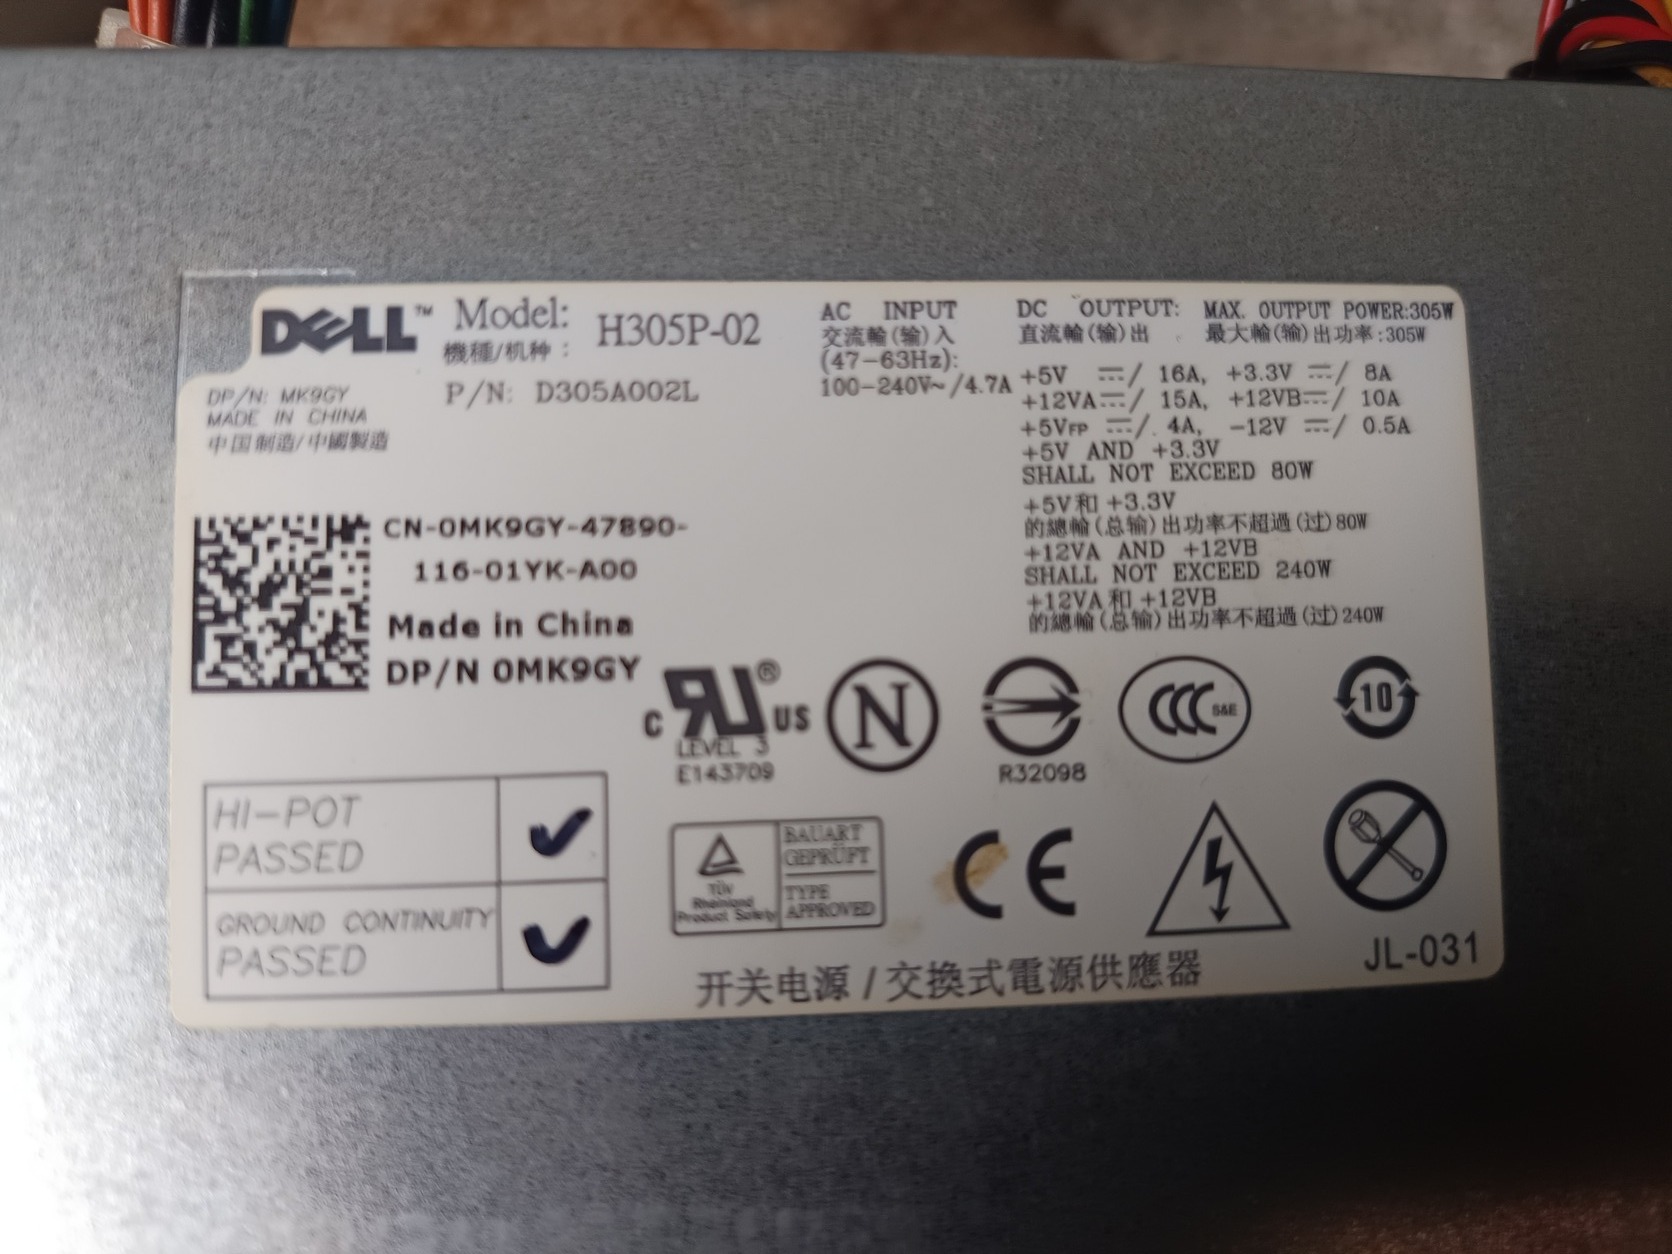 DELL™ Model: H305P-02
機種/机种：
DP/N: MK9GY
P/N: D305A002L
MADE IN CHINA
中国制造/中國製造
AC INPUT
交流輸(输)入
(47-63Hz):
100-240V~/4.7A
DC OUTPUT: MAX. OUTPUT POWER:305W
直流輸(输)出 最大輸(输)出功率:305W
+5V ⎓/ 16A, +3.3V ⎓/ 8A
+12VA⎓/ 15A, +12VB⎓/ 10A
+5VFP ⎓/ 4A, -12V ⎓/ 0.5A
+5V AND +3.3V
SHALL NOT EXCEED 80W
+5V和 +3.3V
的總輸(总输)出功率不超過(过)80W
+12VA AND +12VB
SHALL NOT EXCEED 240W
+12VA和 +12VB
的總輸(总输)出功率不超過(过)240W
CN-0MK9GY-47890-
116-01YK-A00
Made in China
DP/N 0MK9GY
c RU® US
LEVEL 3
E143709
N
R32098
CCC S&E
10
HI-POT
PASSED
GROUND CONTINUITY
PASSED
TÜV
Rheinland
Product Safety
BAUART
GEPRÜFT
TYPE
APPROVED
CE
JL-031
开关电源 / 交換式電源供應器